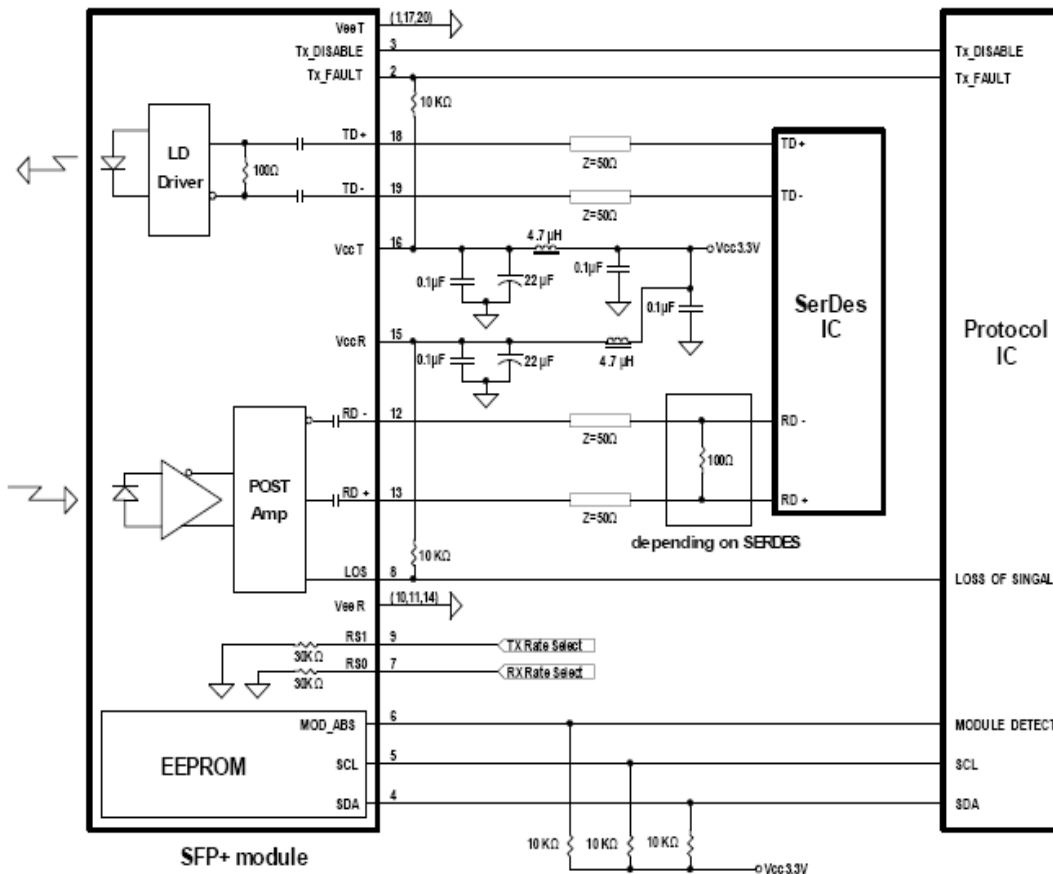 VeeT (1,17,20)
Tx_DISABLE 3 Tx_DISABLE
Tx_FAULT 2 Tx_FAULT
10 KΩ
LD
Driver
100Ω
TD+ 18 Z=50Ω TD+
TD- 19 Z=50Ω TD-
VccT 16 4.7 µH Vcc3.3V
0.1µF 22 µF 0.1µF 0.1µF
SerDes
IC
Protocol
IC
VccR 15 4.7 µH
0.1µF 22 µF
RD - 12 Z=50Ω RD -
100Ω
POST
Amp
RD + 13 Z=50Ω RD +
depending on SERDES
10 KΩ
LOS 8 LOSS OF SINGAL
VeeR (10,11,14)
RS1 9 TX Rate Select
30KΩ
RS0 7 RX Rate Select
30KΩ
MOD_ABS 6 MODULE DETECT
EEPROM
SCL 5 SCL
SDA 4 SDA
10 KΩ 10 KΩ 10 KΩ
Vcc3.3V
SFP+ module